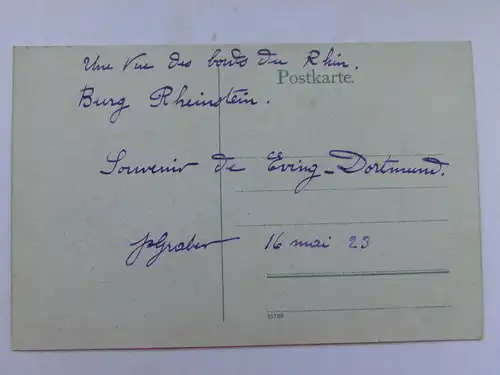 Une Vue des bords du Rhin.
Postkarte.
Burg Rheinstein.
Souvenir de Eving-Dortmund.
16 mai 23